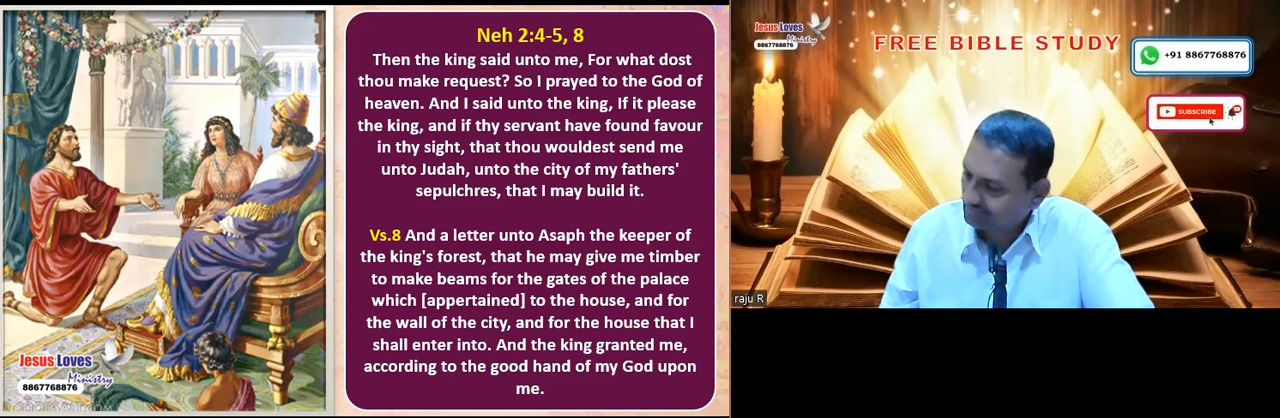 Neh 2:4-5, 8
Then the king said unto me, For what dost
thou make request? So I prayed to the God of
heaven. And I said unto the king, If it please
the king, and if thy servant have found favour
in thy sight, that thou wouldest send me
unto Judah, unto the city of my fathers'
sepulchres, that I may build it.
Vs.8 And a letter unto Asaph the keeper of
the king's forest, that he may give me timber
to make beams for the gates of the palace
which [appertained] to the house, and for
the wall of the city, and for the house that I
shall enter into. And the king granted me,
according to the good hand of my God upon
me.
Jesus Loves
Ministry
8867768876
Jesus Loves
Ministry
8867768876
FREE BIBLE STUDY
+91 8867768876
SUBSCRIBE
raju R